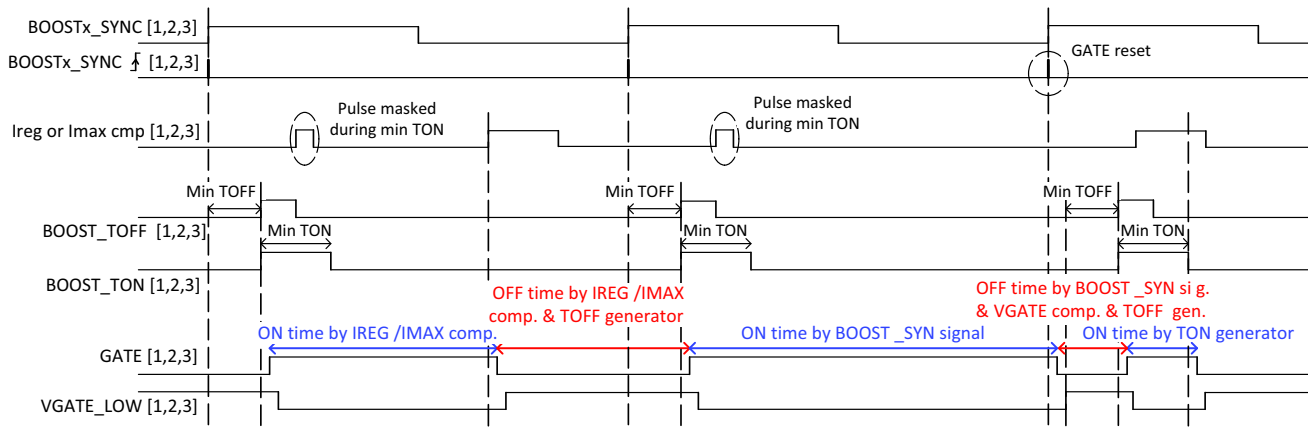 BOOSTx_SYNC [1,2,3]
BOOSTx_SYNC [1,2,3]
GATE reset
Pulse masked
during min TON
Pulse masked
during min TON
Ireg or Imax cmp [1,2,3]
Min TOFF
Min TOFF
Min TOFF
BOOST_TOFF [1,2,3]
Min TON
Min TON
Min TON
BOOST_TON [1,2,3]
OFF time by IREG /IMAX
comp. & TOFF generator
OFF time by BOOST _SYN si g.
& VGATE comp. & TOFF gen.
ON time by IREG /IMAX comp.
ON time by BOOST _SYN signal
ON time by TON generator
GATE [1,2,3]
VGATE_LOW [1,2,3]